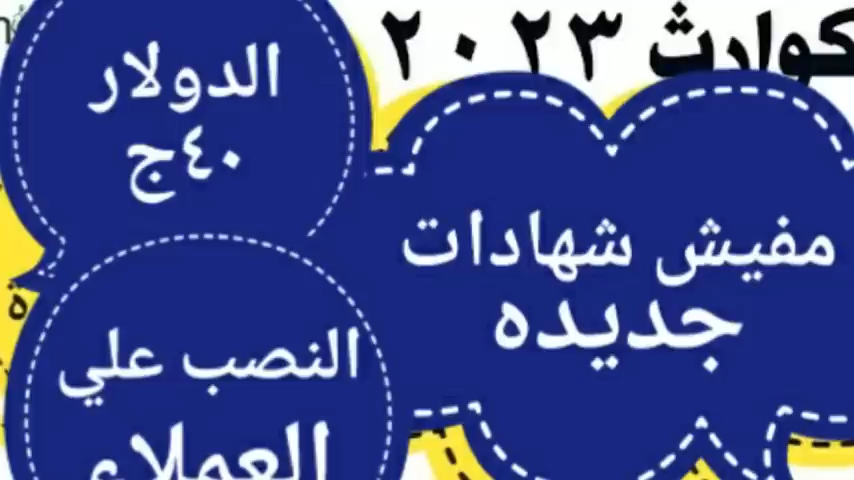 كوارث ٢٠٢٣
الدولار
٤٠ج
مفيش شهادات
جديده
النصب علي
العملاء